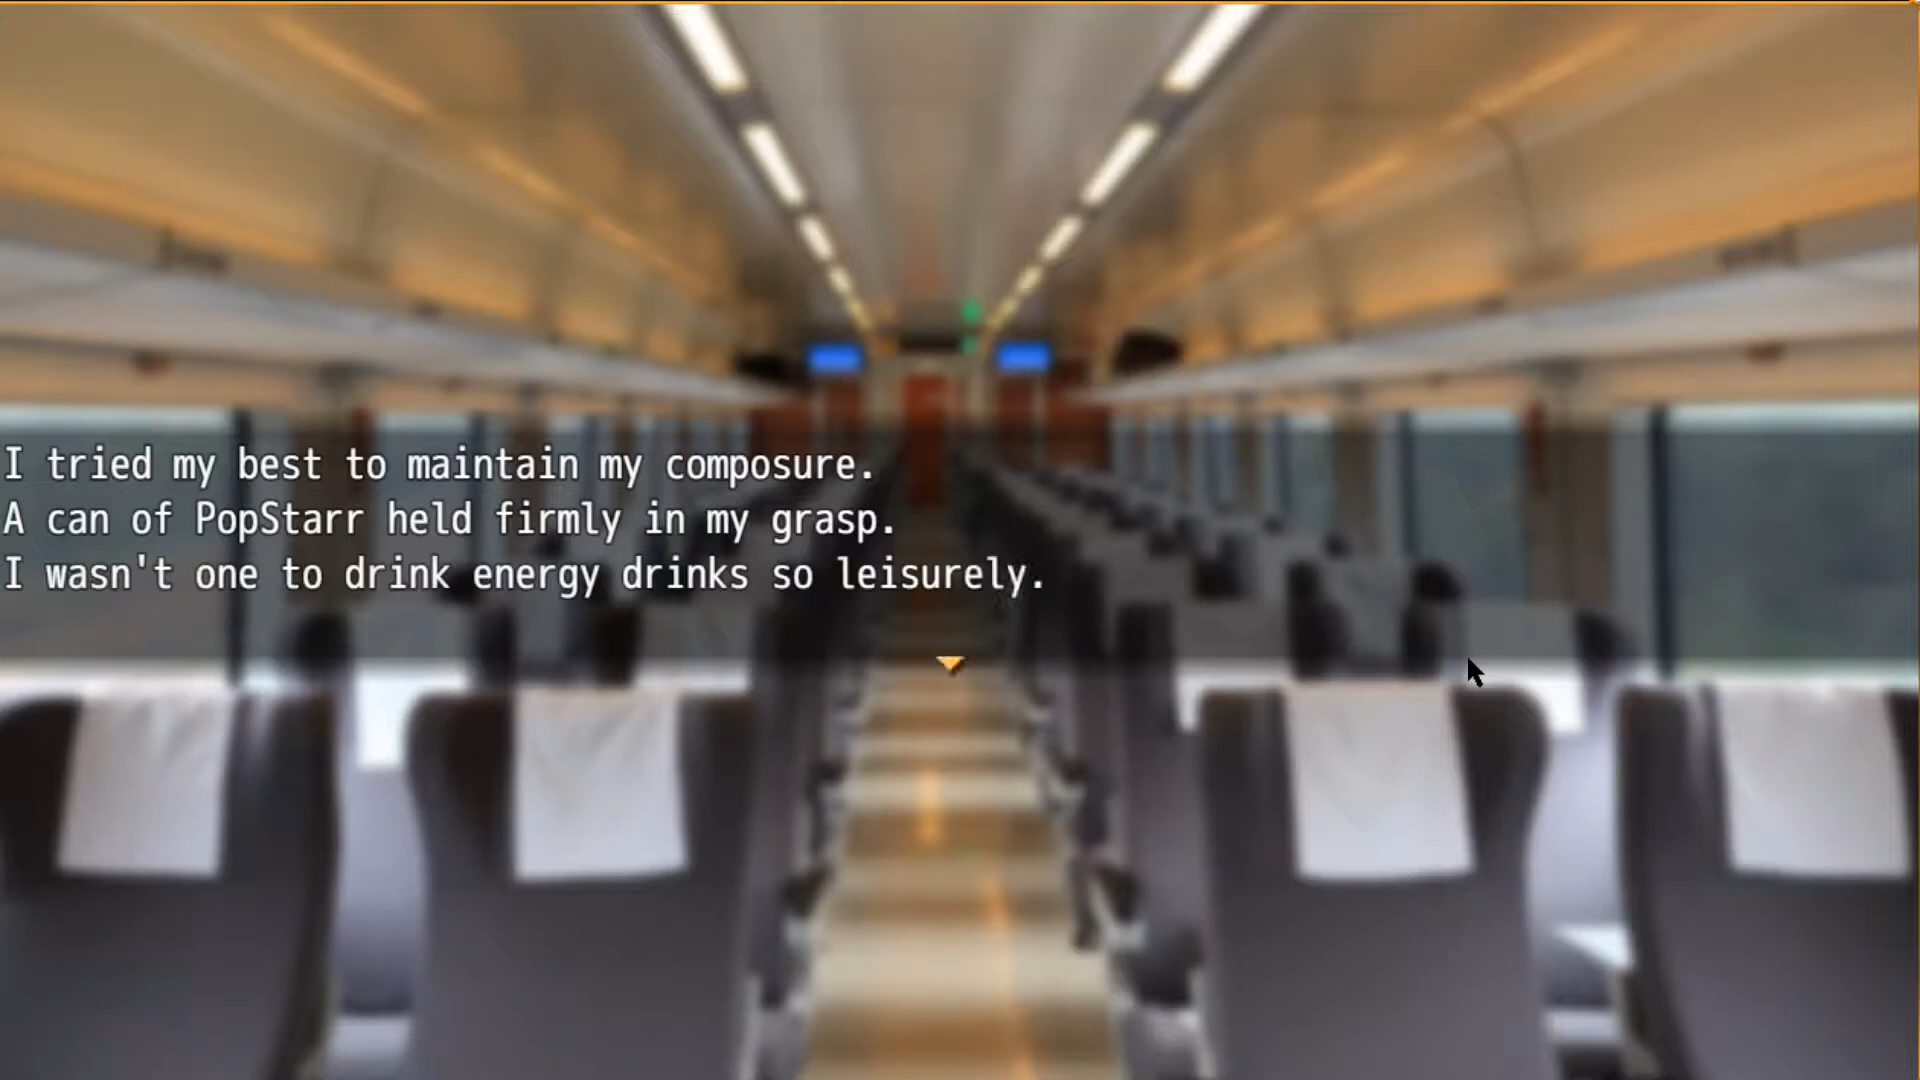 I tried my best to maintain my composure.
A can of PopStarr held firmly in my grasp.
I wasn't one to drink energy drinks so leisurely.